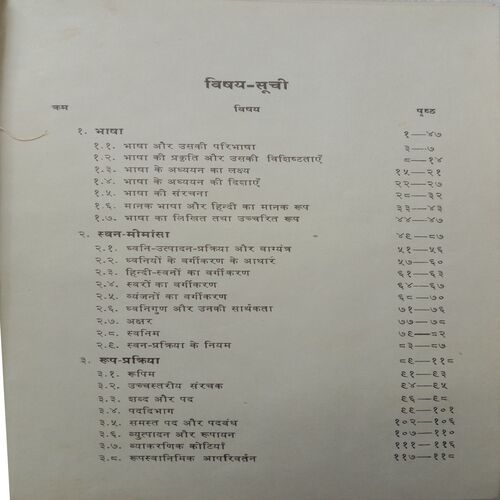 विषय-सूची
क्रम विषय पृष्ठ
१. भाषा १—४७
१.१. भाषा और उसकी परिभाषा ३—७
१.२. भाषा की प्रकृति और उसकी विशिष्टताएँ ८—१४
१.३. भाषा के अध्ययन का लक्ष्य १५—२१
१.४. भाषा के अध्ययन की दिशाएँ २२—२७
१.५. भाषा की संरचना २८—३२
१.६. मानक भाषा और हिन्दी का मानक रूप ३३—४३
१.७. भाषा का लिखित तथा उच्चरित रूप ४४—४७
२. स्वन-मीमांसा ४९—८७
२.१. ध्वनि-उत्पादन-प्रक्रिया और वाग्यंत्र ५१—५६
२.२. ध्वनियों के वर्गीकरण के आधार ५७—६०
२.३. हिन्दी-स्वनों का वर्गीकरण ६१—६३
२.४. स्वरों का वर्गीकरण ६४—६७
२.५. व्यंजनों का वर्गीकरण ६८—७०
२.६. ध्वनिगुण और उनकी सार्थकता ७१—७६
२.७. अक्षर ७७—७८
२.८. स्वनिम ७९—८२
२.९. स्वन-प्रक्रिया के नियम ८३—८७
३. रूप-प्रक्रिया ८९—११८
३.१. रूपिम ९१—९३
३.२. उच्चस्तरीय संरचक ९४—९५
३.३. शब्द और पद ९६—९८
३.४. पदविभाग ९९—१०१
३.५. समस्त पद और पदबंध १०२—१०६
३.६. व्युत्पादन और रूपायन १०७—११०
३.७. व्याकरणिक कोटियाँ १११—११६
३.८. रूपस्वानिमिक आपरिवर्तन ११७—११८